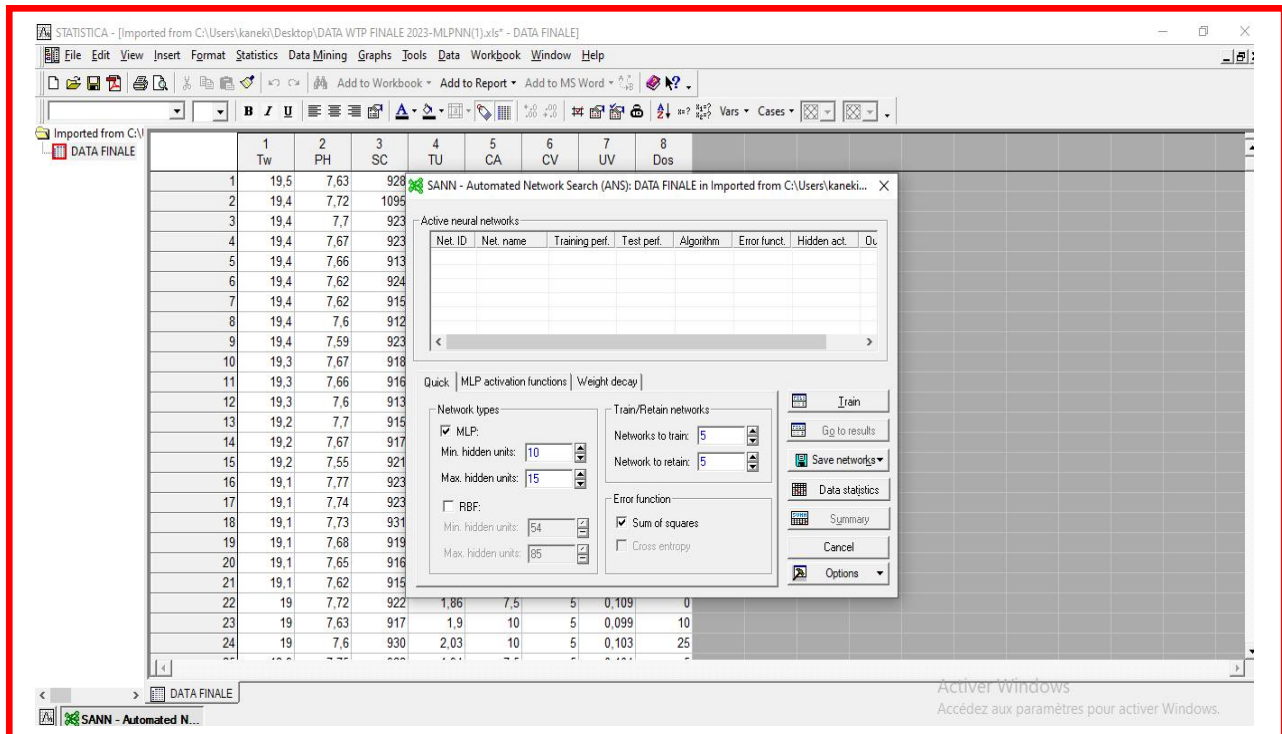 STATISTICA - [Imported from C:\Users\kaneki\Desktop\DATA WTP FINALE 2023-MLPNN(1).xls* - DATA FINALE]
File Edit View Insert Format Statistics Data Mining Graphs Tools Data Workbook Window Help
Add to Workbook Add to Report Add to MS Word
B I U Vars Cases
Imported from C:\
DATA FINALE
1 2 3 4 5 6 7 8
Tw PH SC TU CA CV UV Dos
1 19,5 7,63 928
2 19,4 7,72 1095
3 19,4 7,7 923
4 19,4 7,67 923
5 19,4 7,66 913
6 19,4 7,62 924
7 19,4 7,62 915
8 19,4 7,6 912
9 19,4 7,59 923
10 19,3 7,67 918
11 19,3 7,66 916
12 19,3 7,6 913
13 19,2 7,7 915
14 19,2 7,67 917
15 19,2 7,55 921
16 19,1 7,77 923
17 19,1 7,74 923
18 19,1 7,73 931
19 19,1 7,68 919
20 19,1 7,65 916
21 19,1 7,62 915
22 19 7,72 922 1,86 7,5 5 0,109 0
23 19 7,63 917 1,9 10 5 0,099 10
24 19 7,6 930 2,03 10 5 0,103 25
SANN - Automated Network Search (ANS): DATA FINALE in Imported from C:\Users\kaneki...
Active neural networks
Net. ID Net. name Training perf. Test perf. Algorithm Error funct. Hidden act. Ou
Quick MLP activation functions Weight decay
Network types
MLP:
Min. hidden units: 10
Max. hidden units: 15
RBF:
Min. hidden units: 54
Max. hidden units: 85
Train/Retain networks
Networks to train: 5
Network to retain: 5
Error function
Sum of squares
Cross entropy
Train
Go to results
Save networks
Data statistics
Summary
Cancel
Options
DATA FINALE
SANN - Automated N...
Activer Windows
Accédez aux paramètres pour activer Windows.